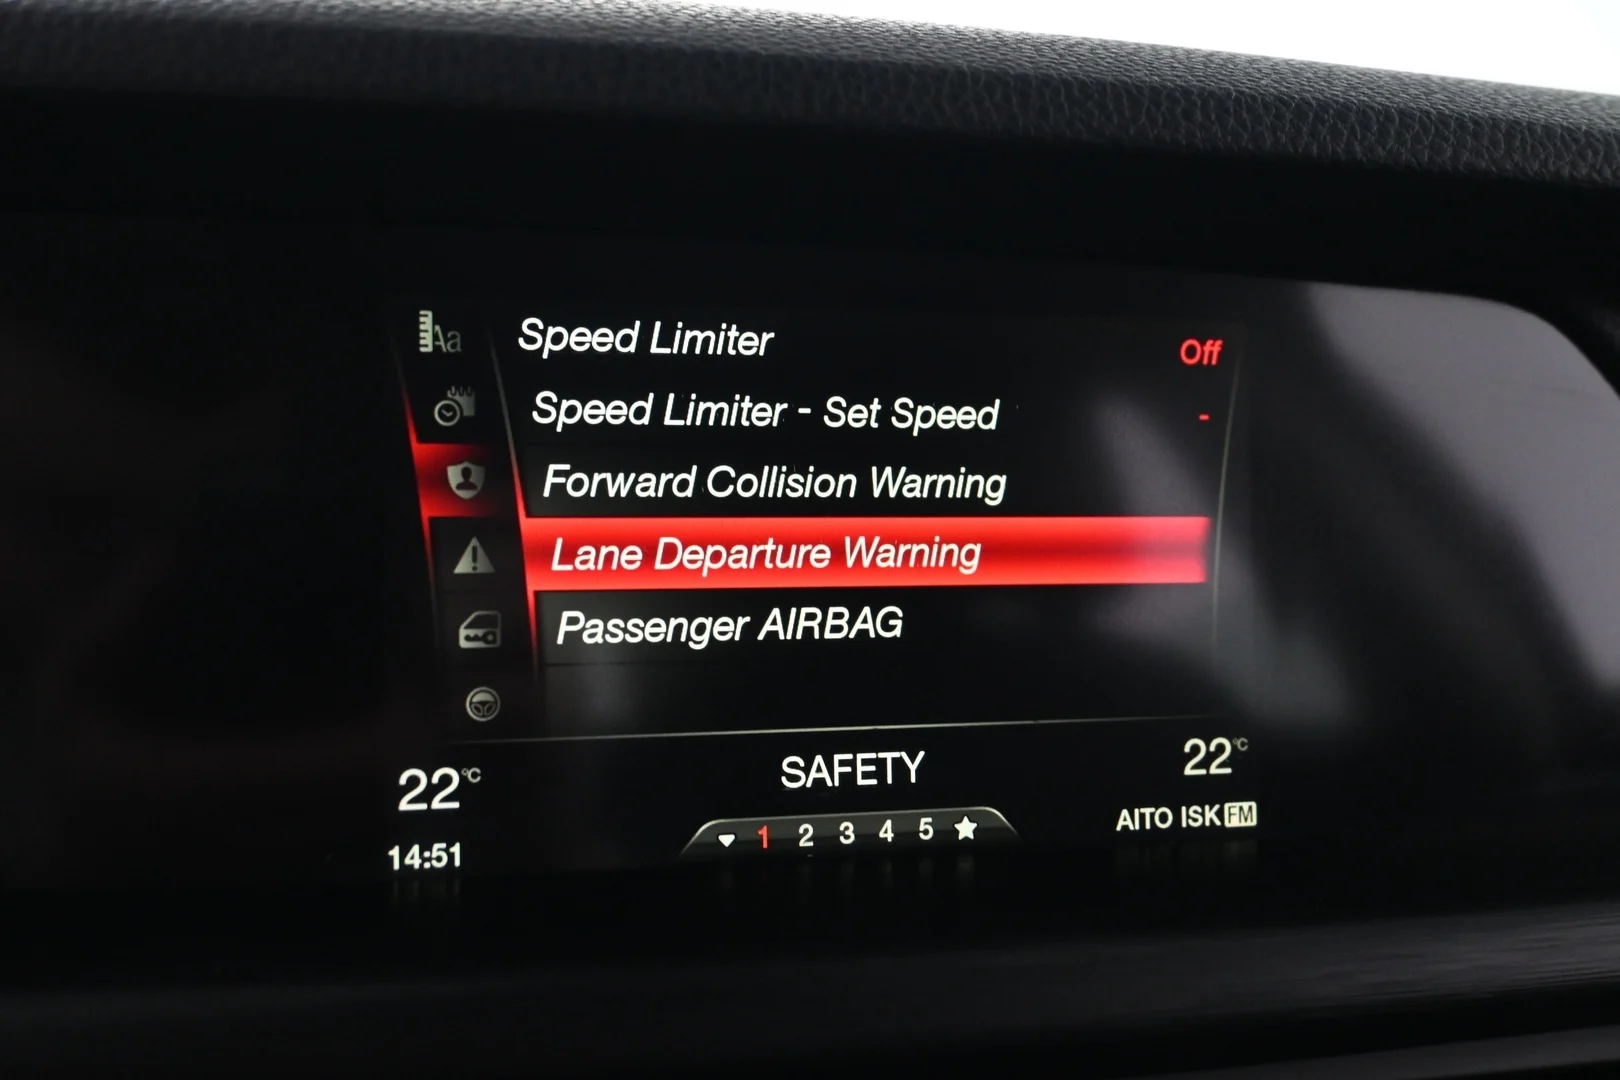 Aa
Speed Limiter Off
Speed Limiter - Set Speed -
Forward Collision Warning
Lane Departure Warning
Passenger AIRBAG
SAFETY
22°C
22°C
1 2 3 4 5
AITO ISK FM
14:51